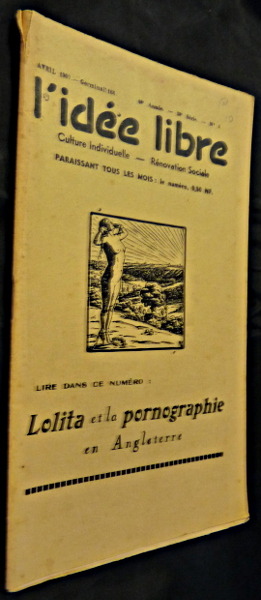 AVRIL
l'idée libre
Culture Individuelle — Rénovation Sociale
PARAISSANT TOUS LES MOIS : le numéro, 0,50 NF.
LIRE DANS CE NUMÉRO :
Lolita et la pornographie
en Angleterre